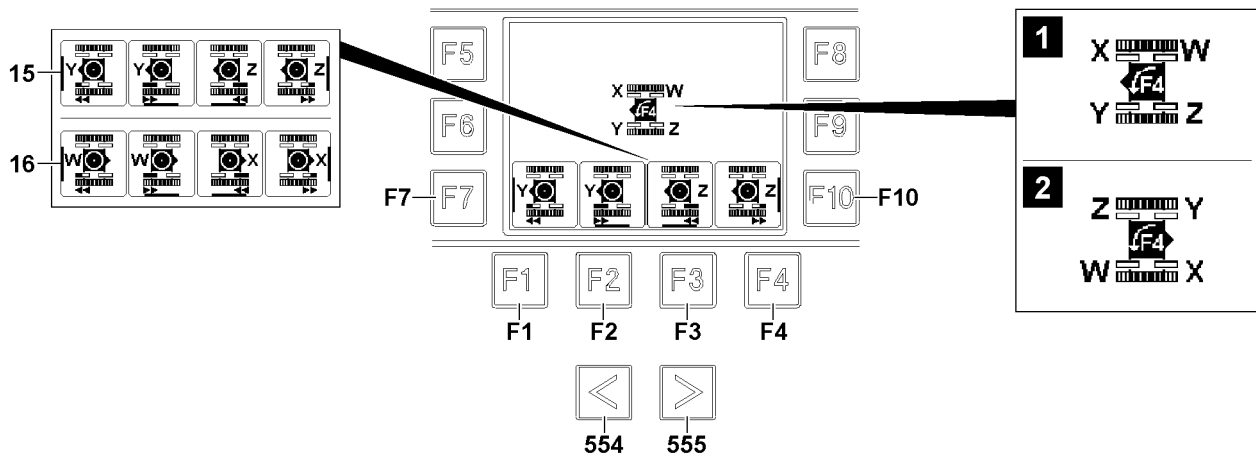 F5
F8
1
X W
F4
Y Z
15
Y Y Z Z
X W
F4
Y Z
F6
F9
16
W W X X
2
Z Y
F4
W X
F7
F7
Y Y Z Z
F10
F10
F1
F2
F3
F4
F1
F2
F3
F4
<
>
554
555